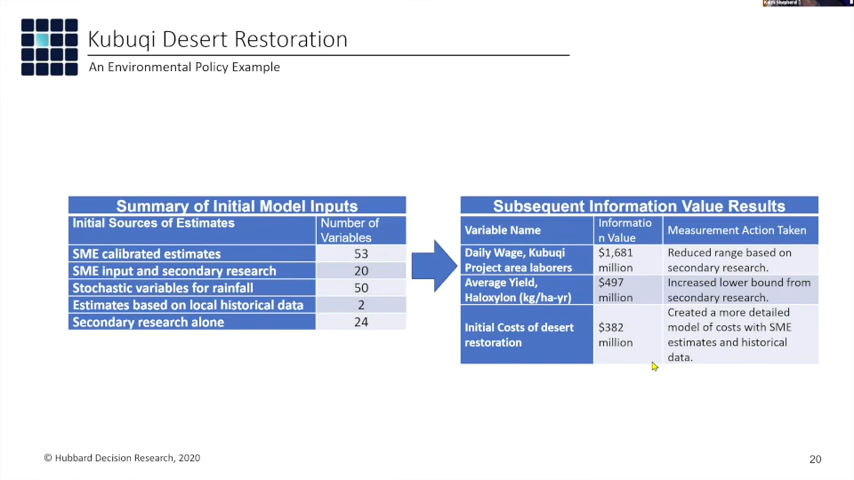 Keith Shepherd
Kubuqi Desert Restoration
An Environmental Policy Example
Summary of Initial Model Inputs
Initial Sources of Estimates
Number of
Variables
SME calibrated estimates 53
SME input and secondary research 20
Stochastic variables for rainfall 50
Estimates based on local historical data 2
Secondary research alone 24
Subsequent Information Value Results
Variable Name
Informatio
n Value
Measurement Action Taken
Daily Wage, Kubuqi
Project area laborers
$1,681
million
Reduced range based on
secondary research.
Average Yield,
Haloxylon (kg/ha-yr)
$497
million
Increased lower bound from
secondary research.
Initial Costs of desert
restoration
$382
million
Created a more detailed
model of costs with SME
estimates and historical
data.
© Hubbard Decision Research, 2020
20